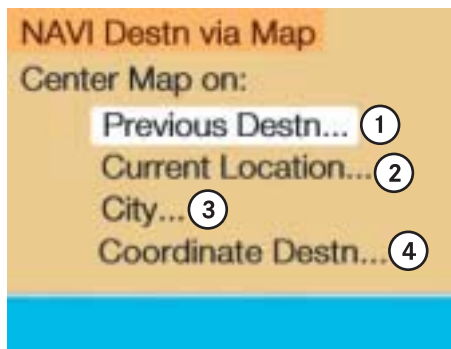 NAVI Destn via Map
Center Map on:
Previous Destn... 1
Current Location... 2
City... 3
Coordinate Destn... 4